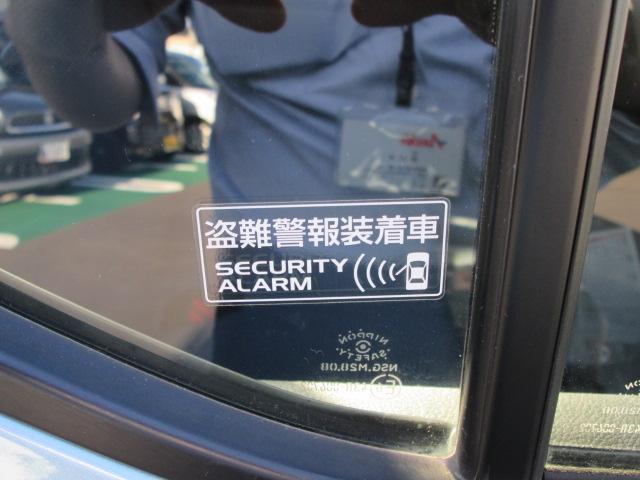 盗難警報装着車
SECURITY
ALARM
NIPPON
SAFETY
NSG.M2B.0B